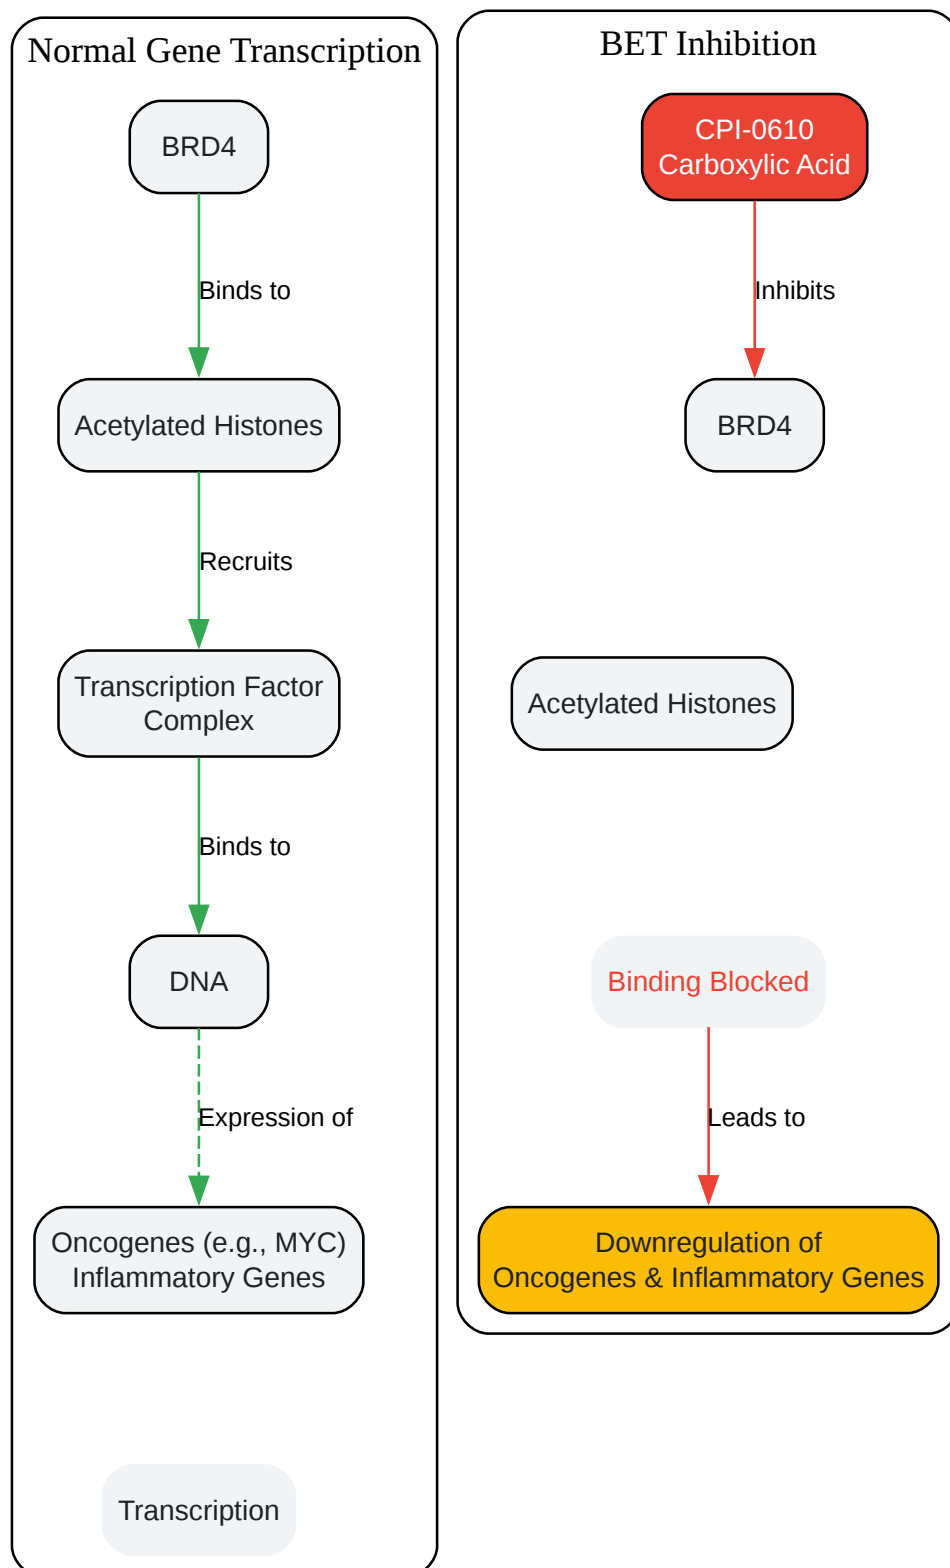 Normal Gene Transcription
BRD4
Binds to
Acetylated Histones
Recruits
Transcription Factor
Complex
Binds to
DNA
Expression of
Oncogenes (e.g., MYC)
Inflammatory Genes
Transcription
BET Inhibition
CPI-0610
Carboxylic Acid
Inhibits
BRD4
Acetylated Histones
Binding Blocked
Leads to
Downregulation of
Oncogenes & Inflammatory Genes